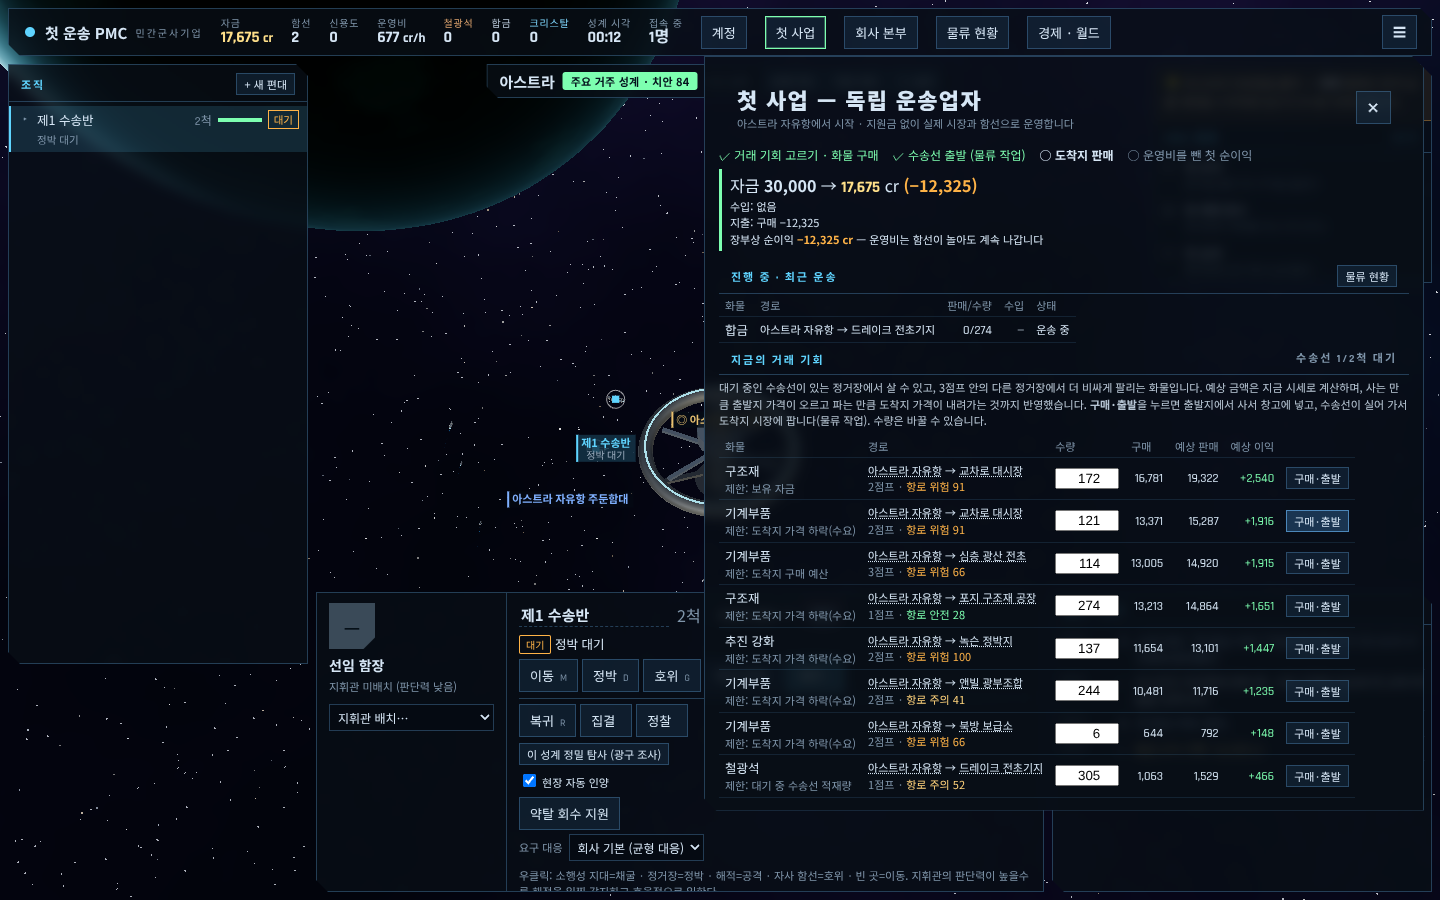 첫 운송 PMC 민간군사기업
자금 17,675 cr
함선 2
신용도 0
운영비 677 cr/h
철광석 0
합금 0
크리스탈 0
성계 시각 00:12
접속 중 1명
계정
첫 사업
회사 본부
물류 현황
경제 · 월드
☰
조직
+ 새 편대
제1 수송반 2척 대기
정박 대기
아스트라 주요 거주 성계 · 치안 84
제1 수송반
정박 대기
아스트라 자유항 주둔함대
◎ 아스
첫 사업 — 독립 운송업자
×
아스트라 자유항에서 시작 · 지원금 없이 실제 시장과 함선으로 운영합니다
✓ 거래 기회 고르기 · 화물 구매 ✓ 수송선 출발 (물류 작업) ○ 도착지 판매 ○ 운영비를 뺀 첫 순이익
자금 30,000 → 17,675 cr (−12,325)
수입: 없음
지출: 구매 −12,325
장부상 순이익 −12,325 cr — 운영비는 함선이 놀아도 계속 나갑니다
진행 중 · 최근 운송
물류 현황
화물 경로 판매/수량 수입 상태
합금 아스트라 자유항 → 드레이크 전초기지 0/274 – 운송 중
지금의 거래 기회
수송선 1/2척 대기
대기 중인 수송선이 있는 정거장에서 살 수 있고, 3점프 안의 다른 정거장에서 더 비싸게 팔리는 화물입니다. 예상 금액은 지금 시세로 계산하며, 사는 만
큼 출발지 가격이 오르고 파는 만큼 도착지 가격이 내려가는 것까지 반영했습니다. 구매·출발을 누르면 출발지에서 사서 창고에 넣고, 수송선이 실어 가서
도착지 시장에 팝니다(물류 작업). 수량은 바꿀 수 있습니다.
화물 경로 수량 구매 예상 판매 예상 이익
구조재 아스트라 자유항 → 교차로 대시장 172 16,781 19,322 +2,540 구매·출발
제한: 보유 자금 2점프 · 항로 위험 91
기계부품 아스트라 자유항 → 교차로 대시장 121 13,371 15,287 +1,916 구매·출발
제한: 도착지 가격 하락(수요) 2점프 · 항로 위험 91
기계부품 아스트라 자유항 → 심층 광산 전초 114 13,005 14,920 +1,915 구매·출발
제한: 도착지 구매 예산 3점프 · 항로 위험 66
구조재 아스트라 자유항 → 포지 구조재 공장 274 13,213 14,864 +1,651 구매·출발
제한: 도착지 가격 하락(수요) 1점프 · 항로 안전 28
추진 강화 아스트라 자유항 → 녹슨 정박지 137 11,654 13,101 +1,447 구매·출발
제한: 도착지 가격 하락(수요) 2점프 · 항로 위험 100
기계부품 아스트라 자유항 → 앤빌 광부조합 244 10,481 11,716 +1,235 구매·출발
제한: 도착지 가격 하락(수요) 2점프 · 항로 주의 41
기계부품 아스트라 자유항 → 북방 보급소 6 644 792 +148 구매·출발
제한: 도착지 가격 하락(수요) 2점프 · 항로 위험 66
철광석 아스트라 자유항 → 드레이크 전초기지 305 1,063 1,529 +466 구매·출발
제한: 대기 중 수송선 적재량 1점프 · 항로 주의 52
—
선임 함장
지휘관 미배치 (판단력 낮음)
지휘관 배치…
제1 수송반 2척
대기 정박 대기
이동 M
정박 D
호위 G
복귀 R
집결
정찰
이 성계 정밀 탐사 (광구 조사)
현장 자동 인양
약탈 회수 지원
요구 대응 회사 기본 (균형 대응)
우클릭: 소행성 지대=채굴 · 정거장=정박 · 해적=공격 · 자사 함선=호위 · 빈 곳=이동. 지휘관의 판단력이 높을수